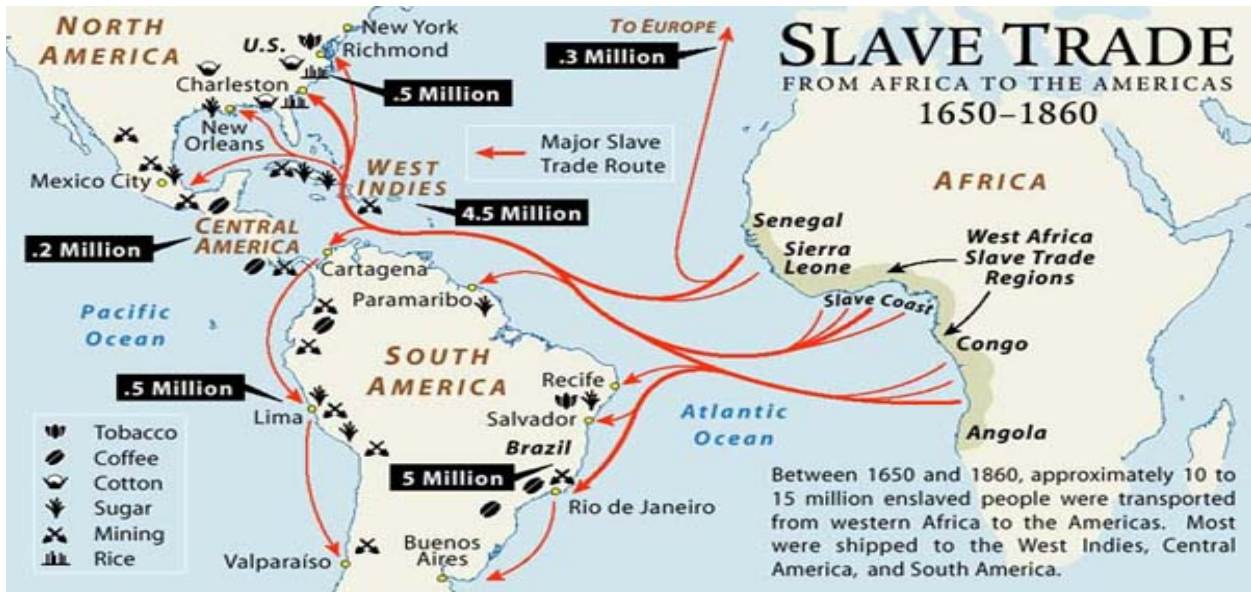 SLAVE TRADE
FROM AFRICA TO THE AMERICAS
1650–1860
NORTH
AMERICA
U.S.
New York
Richmond
Charleston
.5 Million
New
Orleans
Mexico City
WEST
INDIES
4.5 Million
CENTRAL
AMERICA
.2 Million
TO EUROPE
.3 Million
Major Slave
Trade Route
AFRICA
Senegal
Sierra
Leone
West Africa
Slave Trade
Regions
Slave Coast
Congo
Angola
Cartagena
Paramaribo
Pacific
Ocean
SOUTH
AMERICA
Recife
Salvador
Brazil
5 Million
Rio de Janeiro
Atlantic
Ocean
.5 Million
Lima
Valparaíso
Buenos
Aires
Tobacco
Coffee
Cotton
Sugar
Mining
Rice
Between 1650 and 1860, approximately 10 to
15 million enslaved people were transported
from western Africa to the Americas. Most
were shipped to the West Indies, Central
America, and South America.